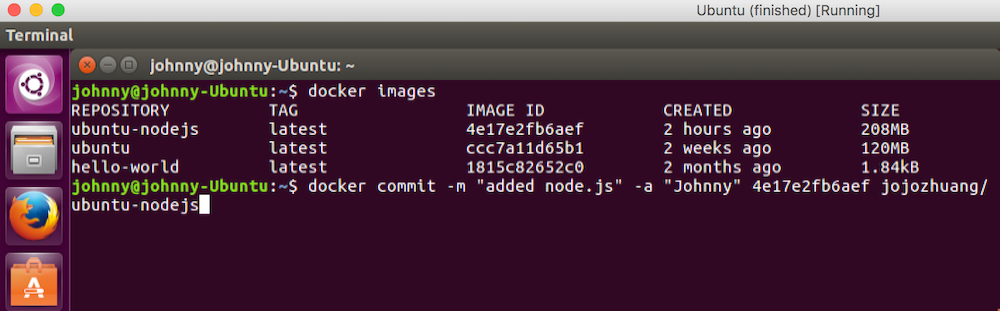 Ubuntu (finished) [Running]
Terminal
johnny@johnny-Ubuntu: ~
johnny@johnny-Ubuntu:~$ docker images
REPOSITORY TAG IMAGE ID CREATED SIZE
ubuntu-nodejs latest 4e17e2fb6aef 2 hours ago 208MB
ubuntu latest ccc7a11d65b1 2 weeks ago 120MB
hello-world latest 1815c82652c0 2 months ago 1.84kB
johnny@johnny-Ubuntu:~$ docker commit -m "added node.js" -a "Johnny" 4e17e2fb6aef jojozhuang/
ubuntu-nodejs